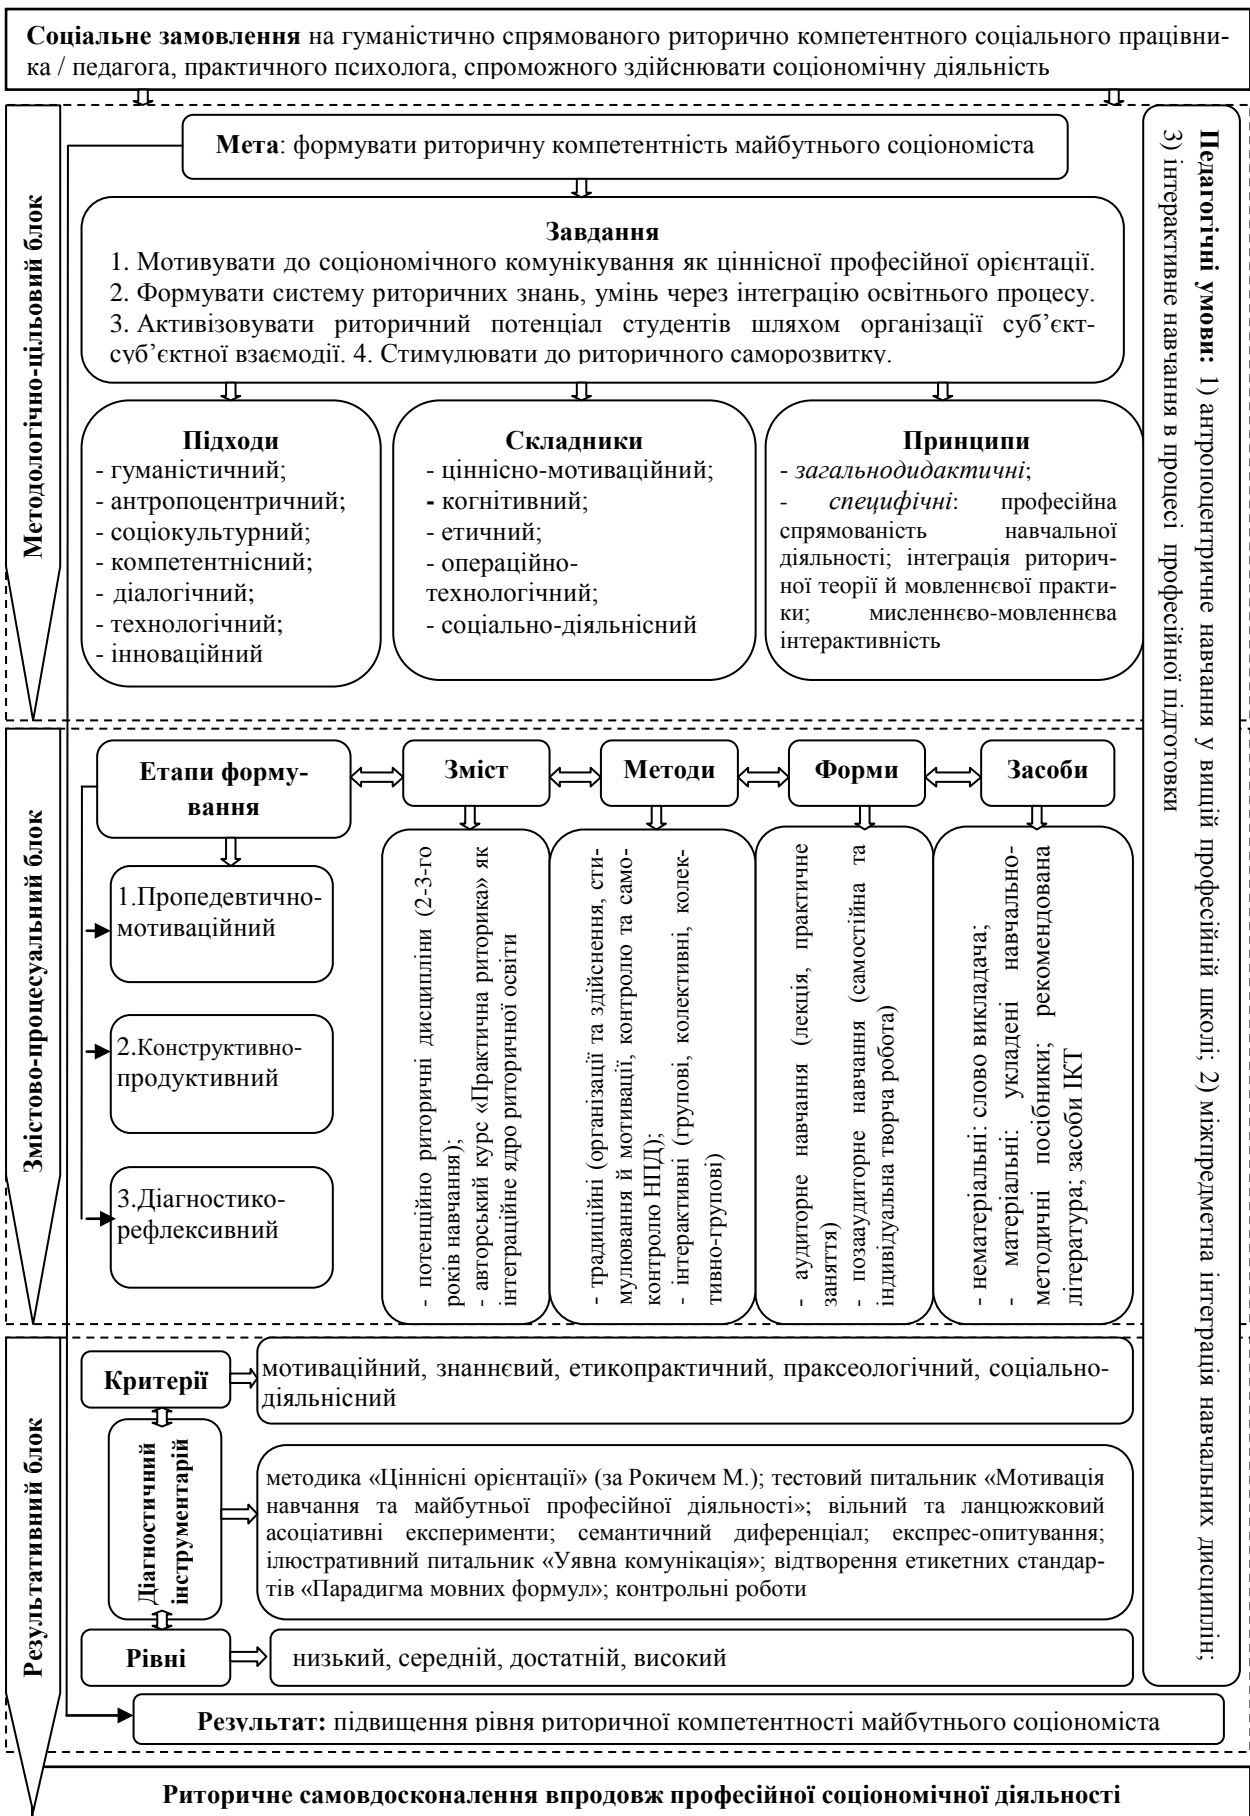 Соціальне замовлення на гуманістично спрямованого риторично компетентного соціального працівни-
ка / педагога, практичного психолога, спроможного здійснювати соціономічну діяльність
Методологічно-цільовий блок
Мета: формувати риторичну компетентність майбутнього соціономіста
Завдання
1. Мотивувати до соціономічного комунікування як ціннісної професійної орієнтації.
2. Формувати систему риторичних знань, умінь через інтеграцію освітнього процесу.
3. Активізовувати риторичний потенціал студентів шляхом організації суб’єкт-
суб’єктної взаємодії. 4. Стимулювати до риторичного саморозвитку.
Підходи
- гуманістичний;
- антропоцентричний;
- соціокультурний;
- компетентнісний;
- діалогічний;
- технологічний;
- інноваційний
Складники
- ціннісно-мотиваційний;
- когнітивний;
- етичний;
- операційно-
технологічний;
- соціально-діяльнісний
Принципи
- загальнодидактичні;
- специфічні: професійна
спрямованість навчальної
діяльності; інтеграція риторич-
ної теорії й мовленнєвої практи-
ки; мисленнєво-мовленнєва
інтерактивність
Педагогічні умови: 1) антропоцентричне навчання у вищій професійній школі; 2) міжпредметна інтеграція навчальних дисциплін;
3) інтерактивне навчання в процесі професійної підготовки
Змістово-процесуальний блок
Етапи форму-
вання
Зміст
Методи
Форми
Засоби
1.Пропедевтично-
мотиваційний
2.Конструктивно-
продуктивний
3.Діагностико-
рефлексивний
- потенційно риторичні дисципліни (2-3-го
років навчання);
- авторський курс «Практична риторика» як
інтеграційне ядро риторичної освіти
- традиційні (організації та здійснення, сти-
мулювання й мотивації, контролю та само-
контролю НПД);
- інтерактивні (групові, колективні, колек-
тивно-групові)
- аудиторне навчання (лекція, практичне
заняття)
- позааудиторне навчання (самостійна та
індивідуальна творча робота)
- нематеріальні: слово викладача;
- матеріальні: укладені навчально-
методичні посібники; рекомендована
література; засоби ІКТ
Результативний блок
Критерії
мотиваційний, знаннєвий, етикопрактичний, праксеологічний, соціально-
діяльнісний
Діагностичний
інструментарій
методика «Ціннісні орієнтації» (за Рокичем М.); тестовий питальник «Мотивація
навчання та майбутньої професійної діяльності»; вільний та ланцюжковий
асоціативні експерименти; семантичний диференціал; експрес-опитування;
ілюстративний питальник «Уявна комунікація»; відтворення етикетних стандар-
тів «Парадигма мовних формул»; контрольні роботи
Рівні
низький, середній, достатній, високий
Результат: підвищення рівня риторичної компетентності майбутнього соціономіста
Риторичне самовдосконалення впродовж професійної соціономічної діяльності